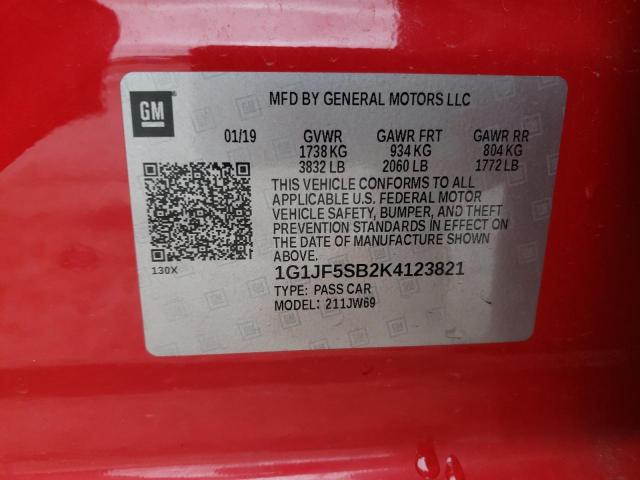 GM
MFD BY GENERAL MOTORS LLC
01/19 GVWR GAWR FRT GAWR RR
1738 KG 934 KG 804 KG
3832 LB 2060 LB 1772 LB
THIS VEHICLE CONFORMS TO ALL
APPLICABLE U.S. FEDERAL MOTOR
VEHICLE SAFETY, BUMPER, AND THEFT
PREVENTION STANDARDS IN EFFECT ON
THE DATE OF MANUFACTURE SHOWN
ABOVE.
130X
1G1JF5SB2K4123821
TYPE: PASS CAR
MODEL: 211JW69